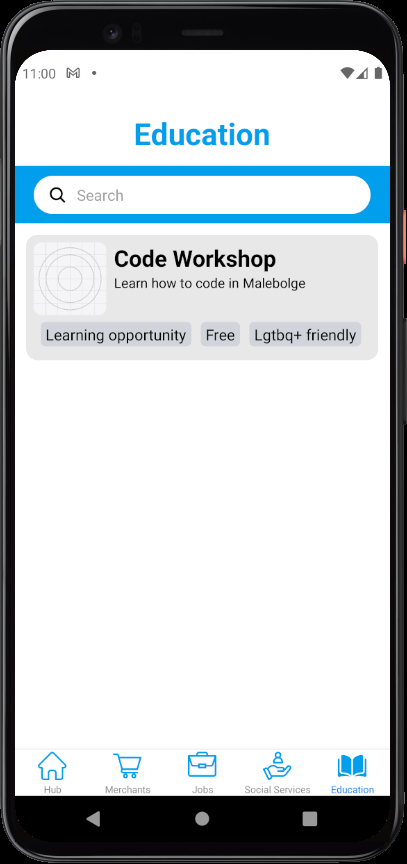 11:00
Education
Search
Code Workshop
Learn how to code in Malebolge
Learning opportunity Free Lgtbq+ friendly
Hub Merchants Jobs Social Services Education